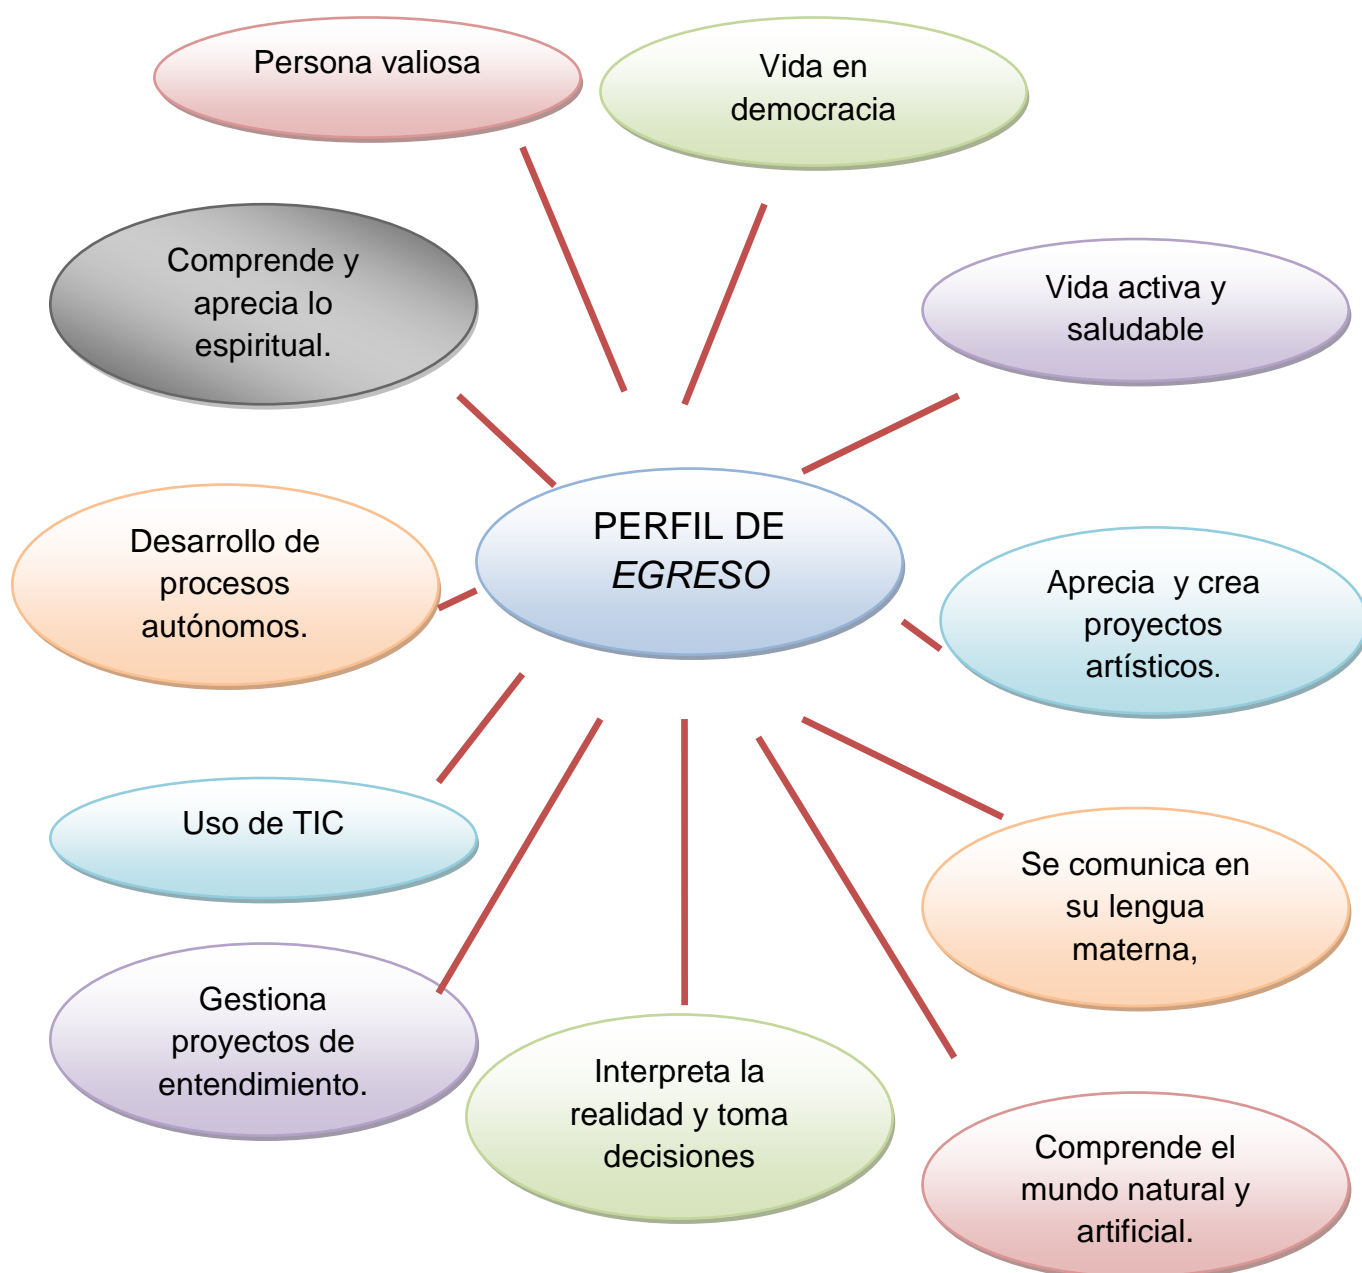 Persona valiosa
Vida en
democracia
Comprende y
aprecia lo
espiritual.
Vida activa y
saludable
PERFIL DE
EGRESO
Desarrollo de
procesos
autónomos.
Aprecia  y crea
proyectos
artísticos.
Uso de TIC
Se comunica en
su lengua
materna,
Gestiona
proyectos de
entendimiento.
Interpreta la
realidad y toma
decisiones
Comprende el
mundo natural y
artificial.